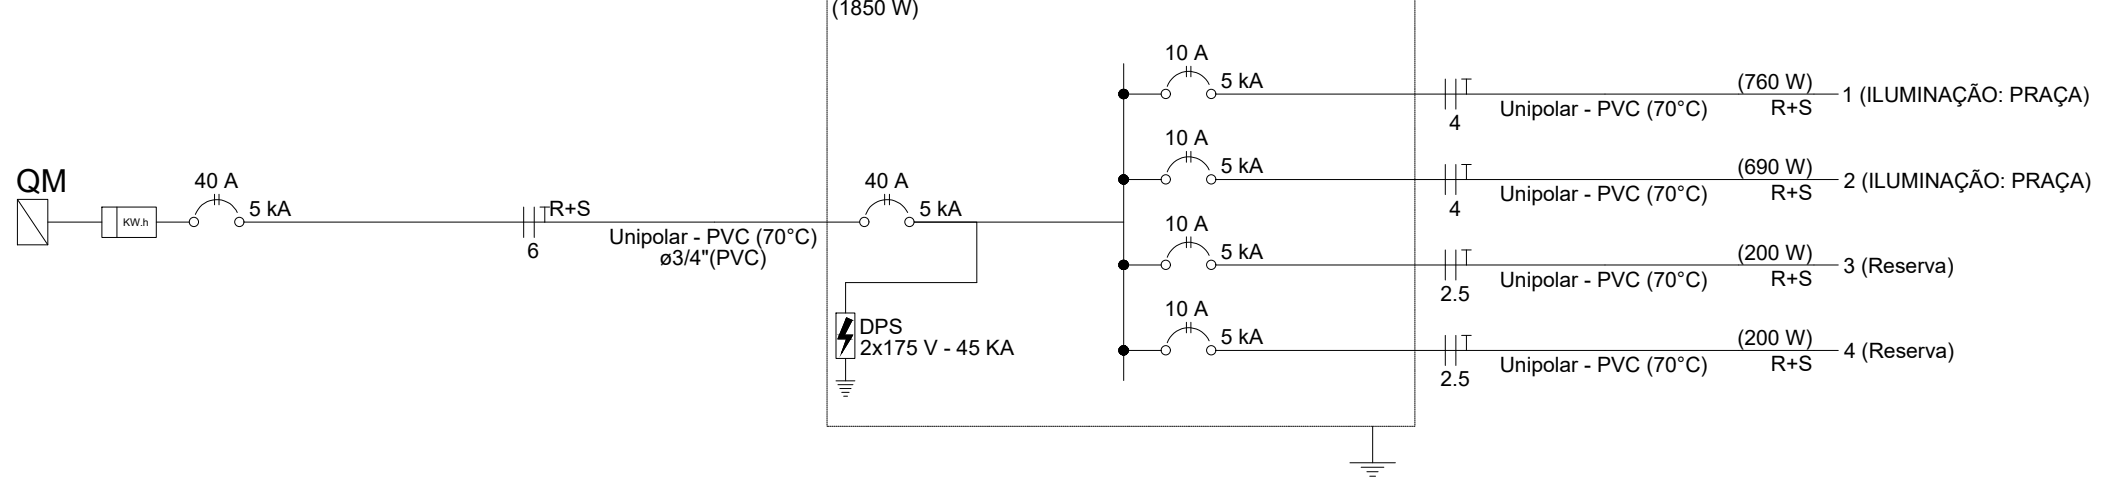 (1850 W)
10 A
5 kA
(760 W)
1 (ILUMINAÇÃO: PRAÇA)
4
Unipolar - PVC (70°C)
R+S
10 A
5 kA
(690 W)
2 (ILUMINAÇÃO: PRAÇA)
4
Unipolar - PVC (70°C)
R+S
QM
KW.h
40 A
5 kA
R+S
6
Unipolar - PVC (70°C)
ø3/4"(PVC)
40 A
5 kA
10 A
5 kA
(200 W)
3 (Reserva)
2.5
Unipolar - PVC (70°C)
R+S
DPS
2x175 V - 45 KA
10 A
5 kA
(200 W)
4 (Reserva)
2.5
Unipolar - PVC (70°C)
R+S